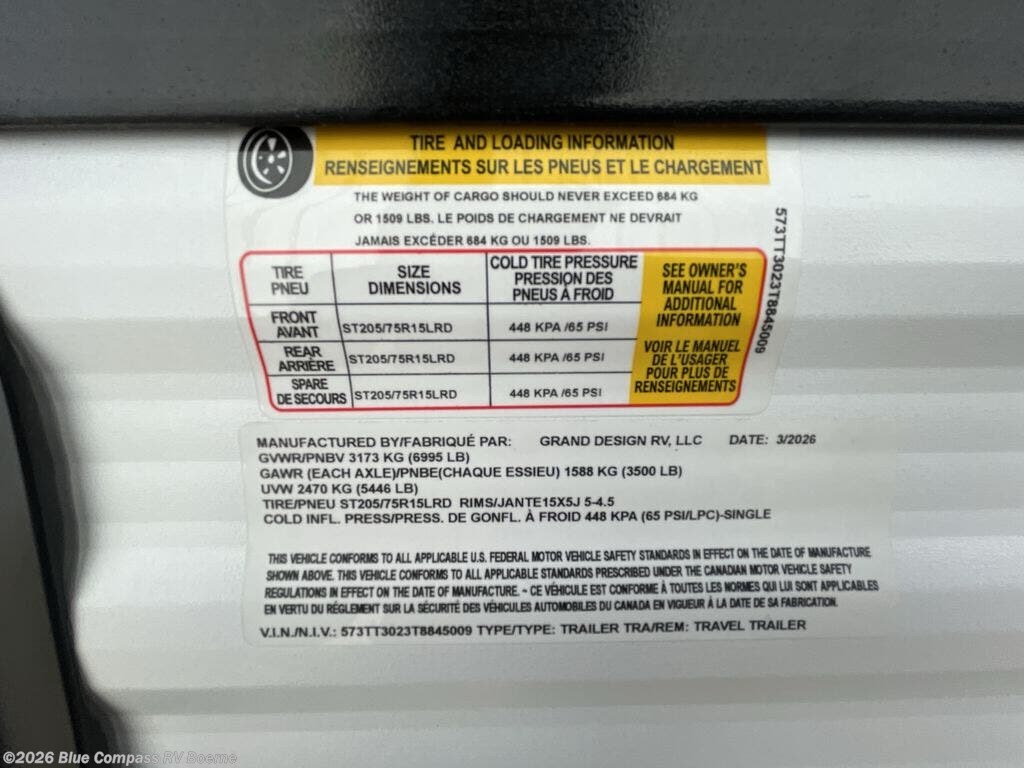 TIRE AND LOADING INFORMATION
RENSEIGNEMENTS SUR LES PNEUS ET LE CHARGEMENT
THE WEIGHT OF CARGO SHOULD NEVER EXCEED 684 KG
OR 1509 LBS. LE POIDS DE CHARGEMENT NE DEVRAIT
JAMAIS EXCÉDER 684 KG OU 1509 LBS.
TIRE
PNEU
SIZE
DIMENSIONS
COLD TIRE PRESSURE
PRESSION DES
PNEUS À FROID
FRONT
AVANT
ST205/75R15LRD
448 KPA /65 PSI
REAR
ARRIÈRE
ST205/75R15LRD
448 KPA /65 PSI
SPARE
DE SECOURS
ST205/75R15LRD
448 KPA /65 PSI
SEE OWNER'S
MANUAL FOR
ADDITIONAL
INFORMATION
VOIR LE MANUEL
DE L'USAGER
POUR PLUS DE
RENSEIGNEMENTS
573TT3023T8845009
MANUFACTURED BY/FABRIQUÉ PAR: GRAND DESIGN RV, LLC DATE: 3/2026
GVWR/PNBV 3173 KG (6995 LB)
GAWR (EACH AXLE)/PNBE(CHAQUE ESSIEU) 1588 KG (3500 LB)
UVW 2470 KG (5446 LB)
TIRE/PNEU ST205/75R15LRD RIMS/JANTE15X5J 5-4.5
COLD INFL. PRESS/PRESS. DE GONFL. À FROID 448 KPA (65 PSI/LPC)-SINGLE
THIS VEHICLE CONFORMS TO ALL APPLICABLE U.S. FEDERAL MOTOR VEHICLE SAFETY STANDARDS IN EFFECT ON THE DATE OF MANUFACTURE
SHOWN ABOVE. THIS VEHICLE CONFORMS TO ALL APPLICABLE STANDARDS PRESCRIBED UNDER THE CANADIAN MOTOR VEHICLE SAFETY
REGULATIONS IN EFFECT ON THE DATE OF MANUFACTURE. ~ CE VÉHICULE EST CONFORME À TOUTES LES NORMES QUI LUI SONT APPLICABLES
EN VERTU DU RÉGLEMENT SUR LA SÉCURITÉ DES VÉHICULES AUTOMOBILES DU CANADA EN VIGUEUR À LA DATE DE SA FABRICATION.
V.I.N./N.I.V.: 573TT3023T8845009 TYPE/TYPE: TRAILER TRA/REM: TRAVEL TRAILER
©2026 Blue Compass RV Boerne